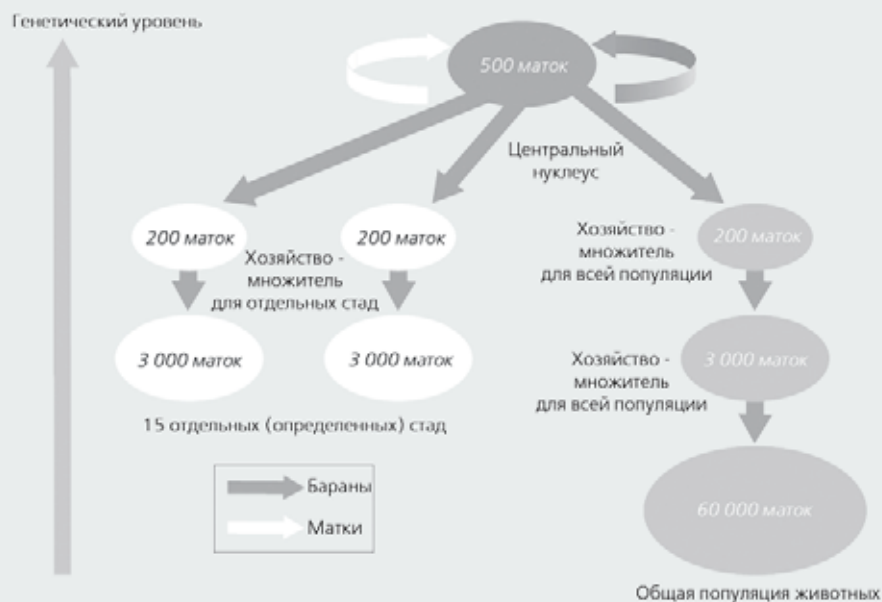 Генетический уровень
500 маток
Центральный
нуклеус
200 маток
200 маток
Хозяйство -
множитель
для отдельных стад
Хозяйство -
множитель
для всей популяции
200 маток
3 000 маток
3 000 маток
Хозяйство -
множитель
для всей популяции
3 000 маток
15 отдельных (определенных) стад
Бараны
Матки
60 000 маток
Общая популяция животных